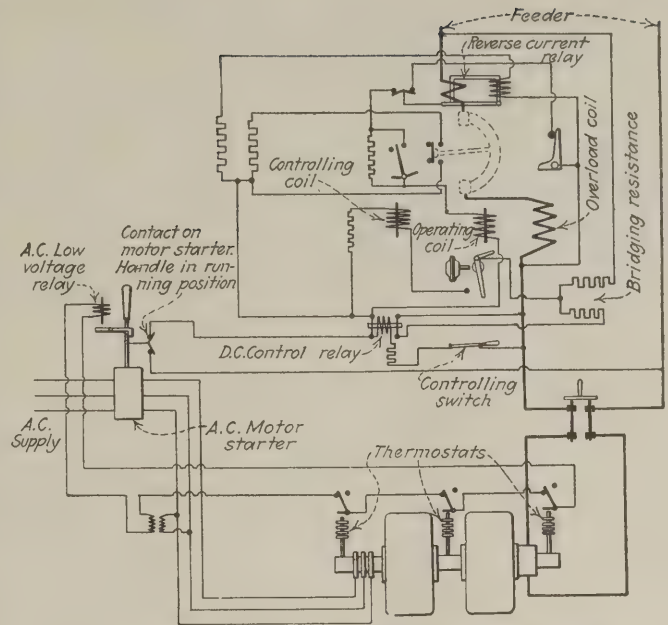 Feeder
Reverse current
relay
Controlling
coil
Overload coil
Operating
coil
Bridging resistance
Contact on
motor starter.
Handle in run-
ning position
A.C. Low
voltage
relay
D.C. Control relay
Controlling
switch
A.C.
Supply
A.C. Motor
starter
Thermostats